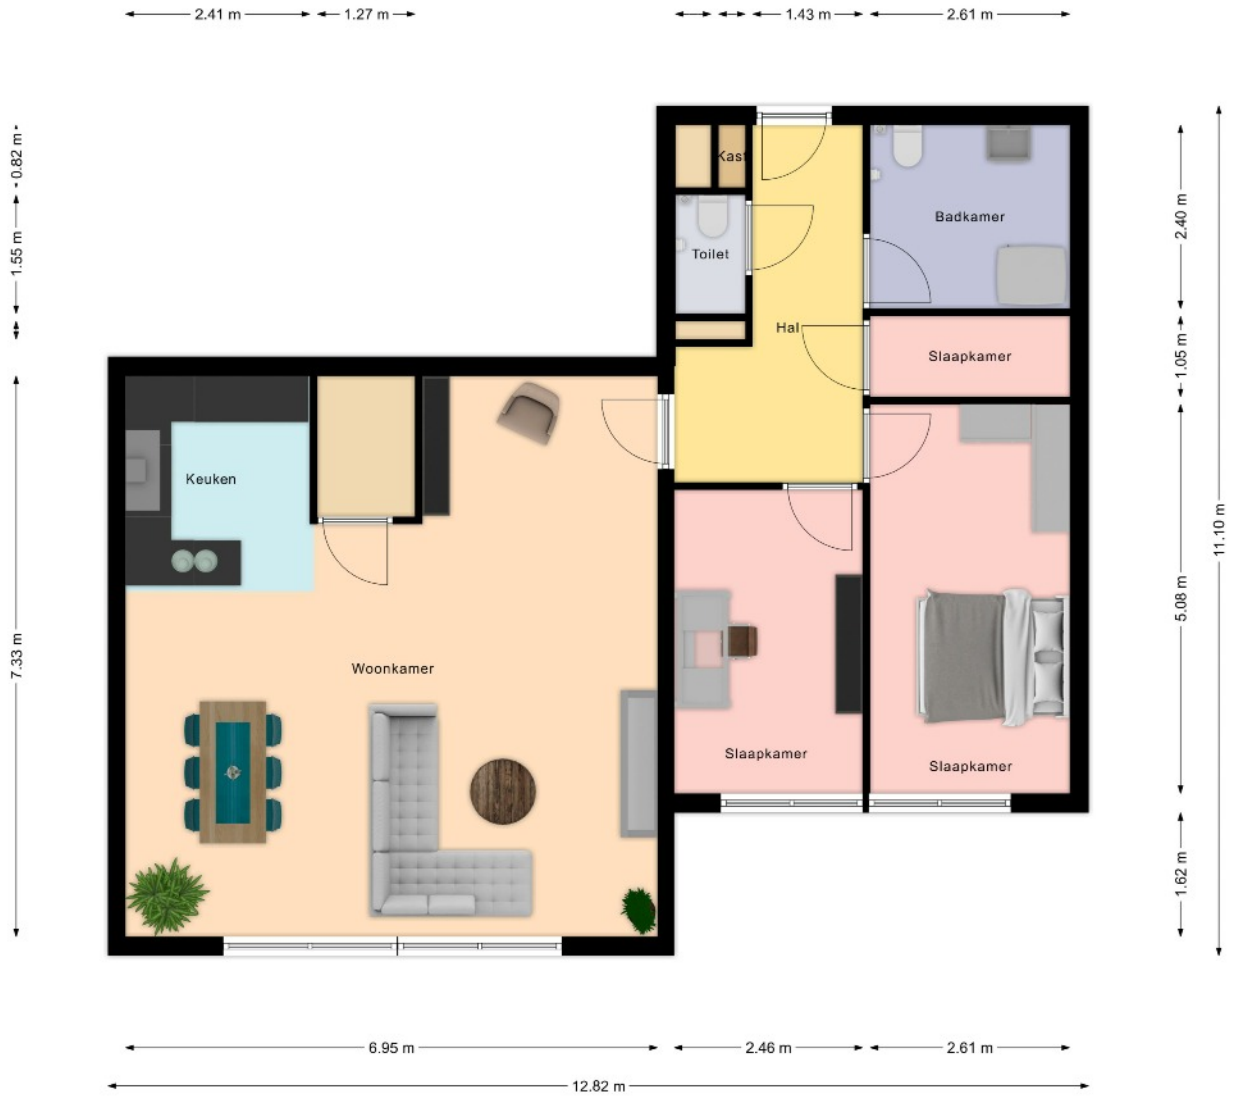 2.41 m
1.27 m
1.43 m
2.61 m
0.82 m
Kast
Badkamer
2.40 m
1.55 m
Toilet
Hal
Slaapkamer
1.05 m
Keuken
11.10 m
5.08 m
7.33 m
Woonkamer
Slaapkamer
Slaapkamer
1.62 m
6.95 m
2.46 m
2.61 m
12.82 m